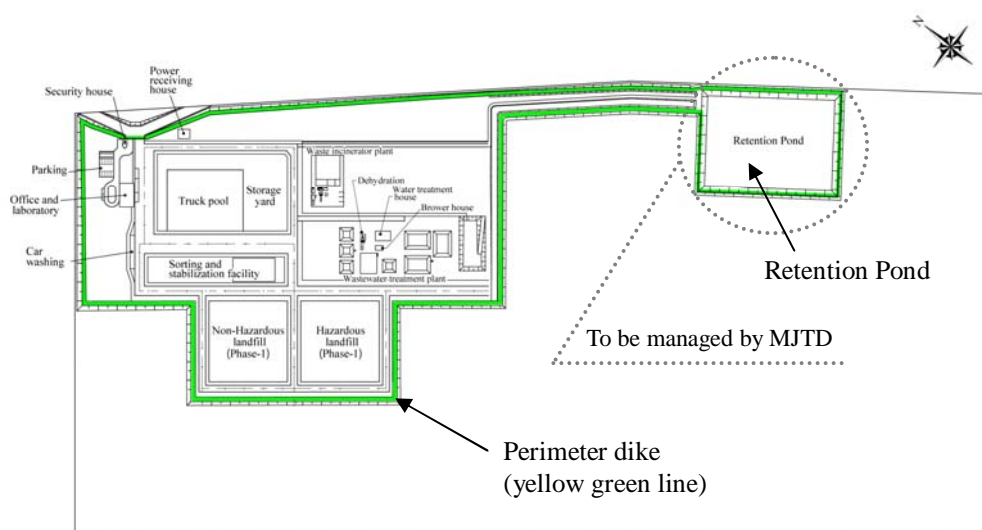 N
Power
receiving
house
Security house
Waste incinerator plant
Retention Pond
Parking
Dehydration
Water treatment
house
Office and
laboratory
Truck pool
Storage
yard
Brower house
Car
washing
Sorting and
stabilization facility
Wastewater treatment plant
Retention Pond
Non-Hazardous
landfill
(Phase-1)
Hazardous
landfill
(Phase-1)
To be managed by MJTD
Perimeter dike
(yellow green line)